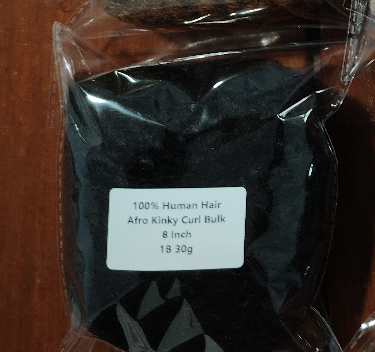 100% Human Hair
Afro Kinky Curl Bulk
8 Inch
1B 30g